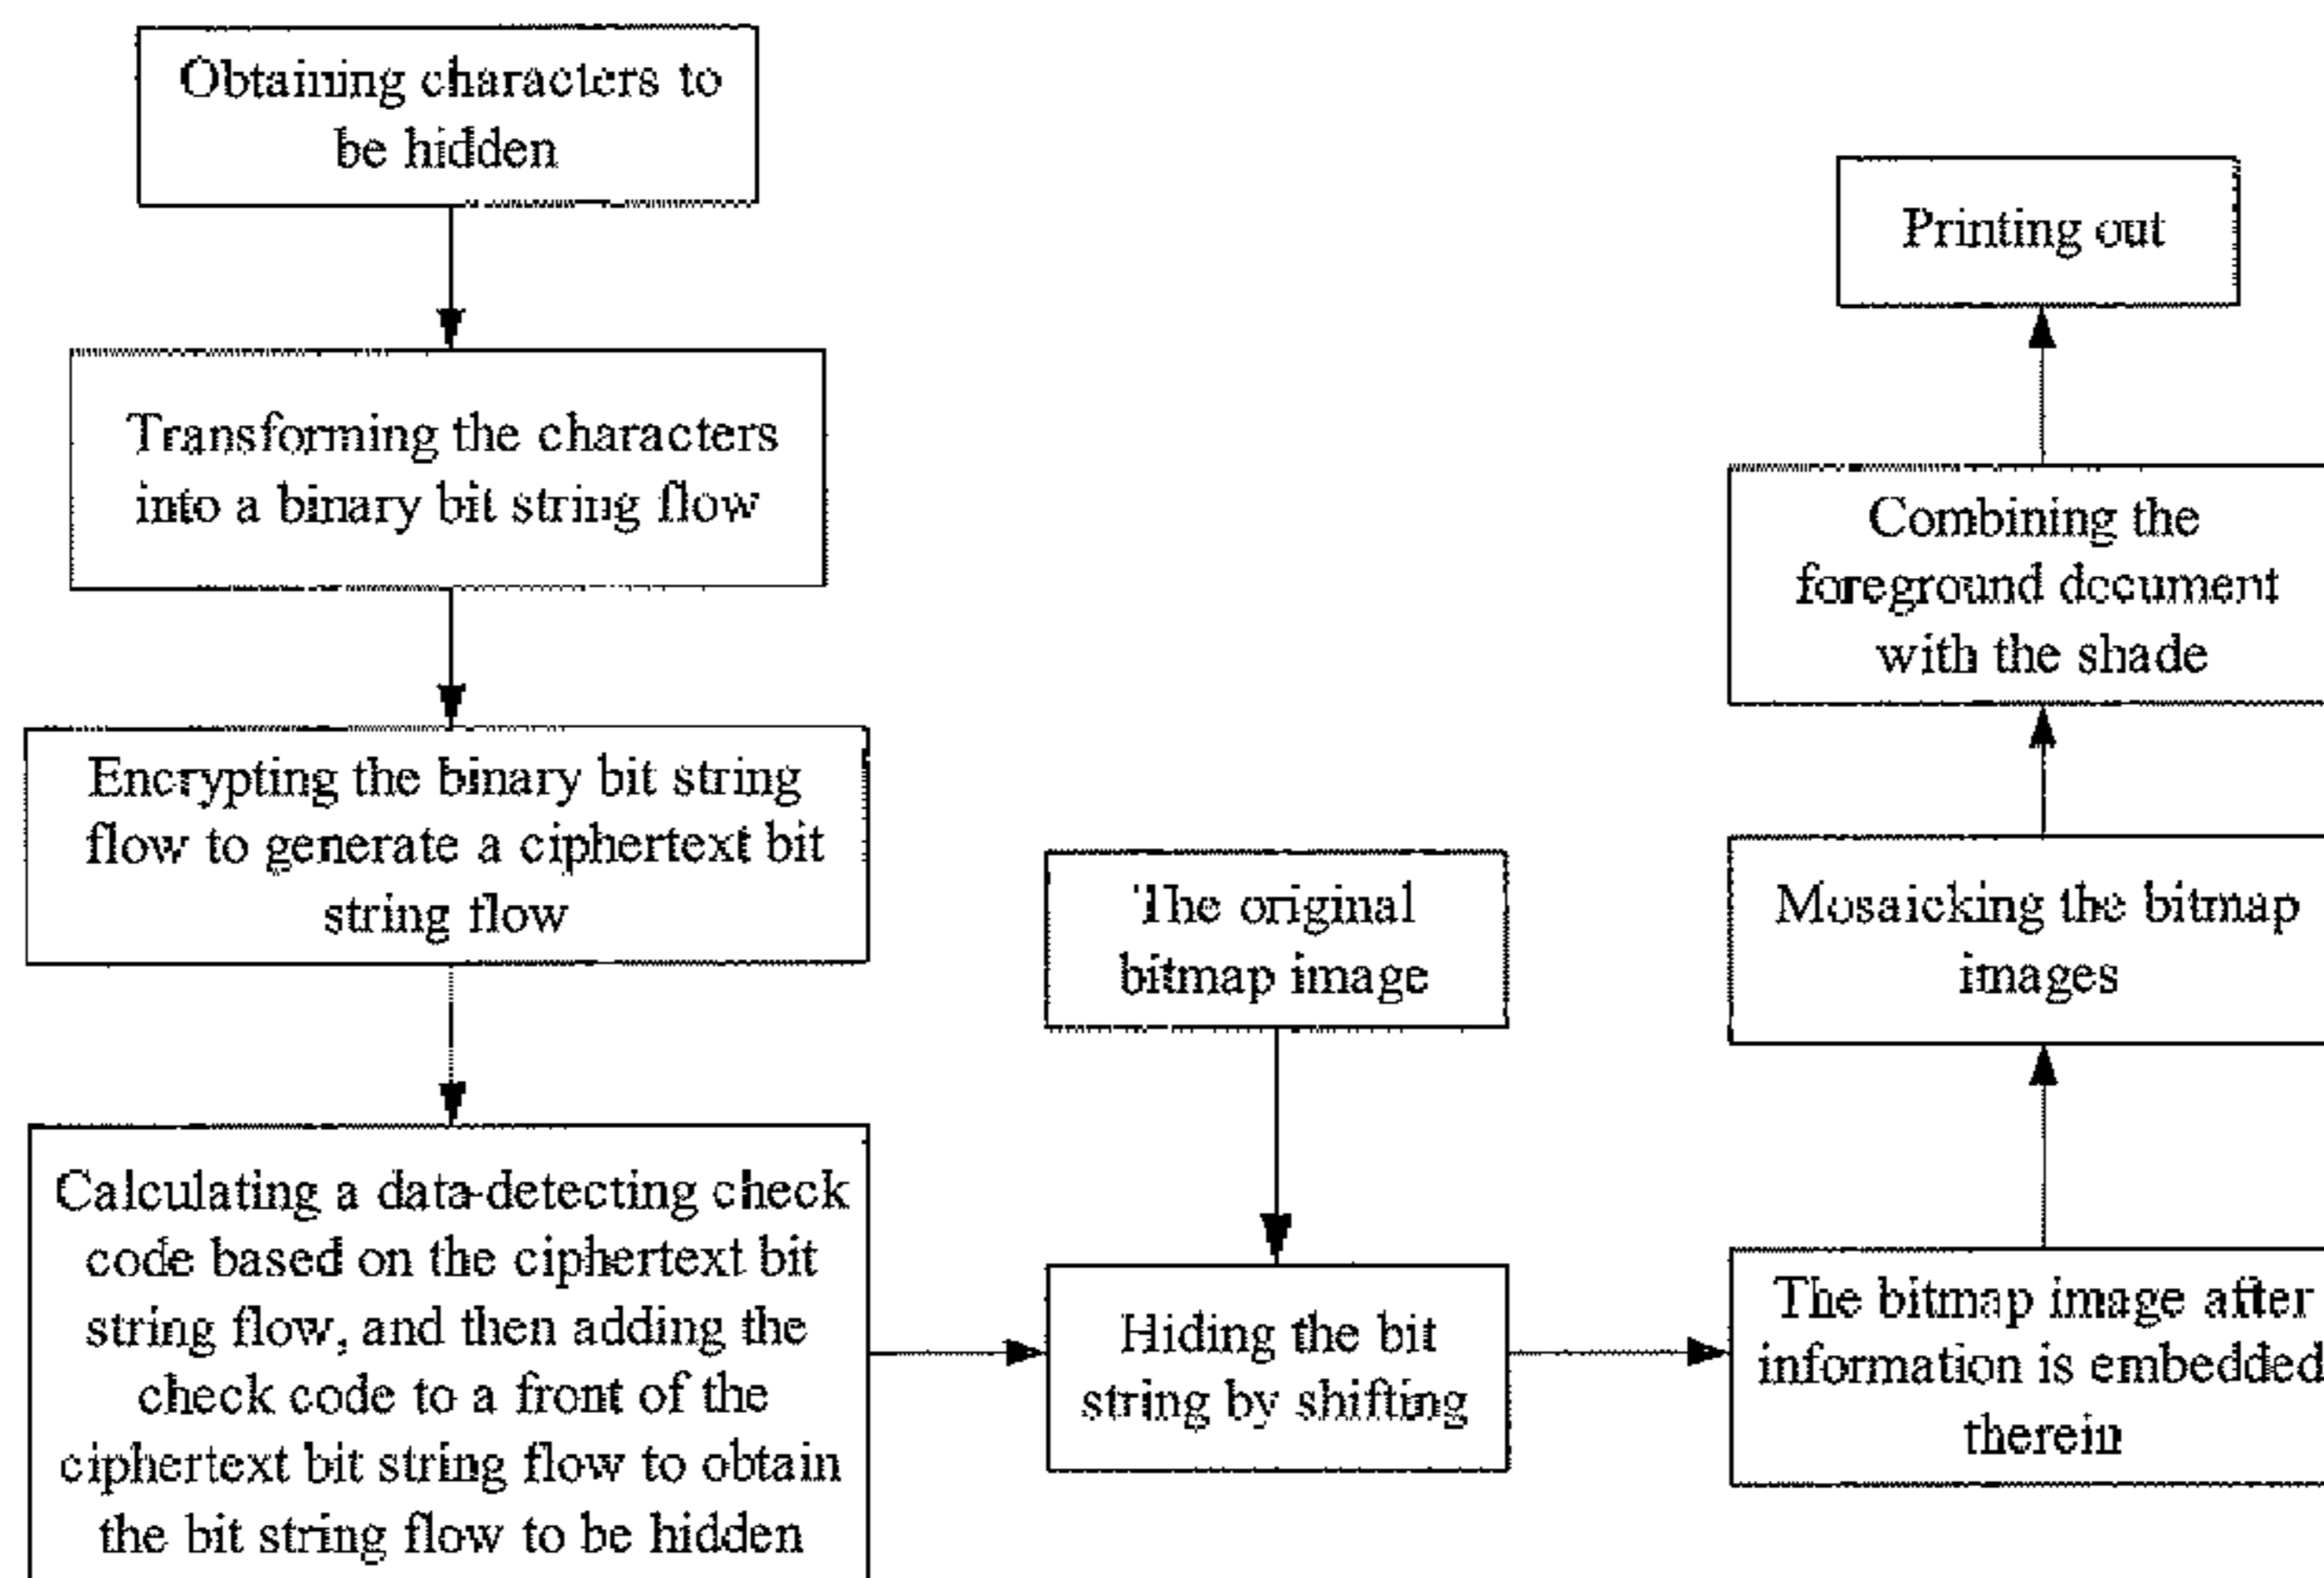 Obtaining characters to
be hidden
Transforming the characters
into a binary bit string flow
Encrypting the binary bit string
flow to generate a ciphertext bit
string flow
Calculating a data-detecting check
code based on the ciphertext bit
string flow, and then adding the
check code to a front of the
ciphertext bit string flow to obtain
the bit string flow to be hidden
The original
bitmap image
Hiding the bit
string by shifting
The bitmap image after
information is embedded
therein
Mosaicking the bitmap
images
Combining the
foreground document
with the shade
Printing out